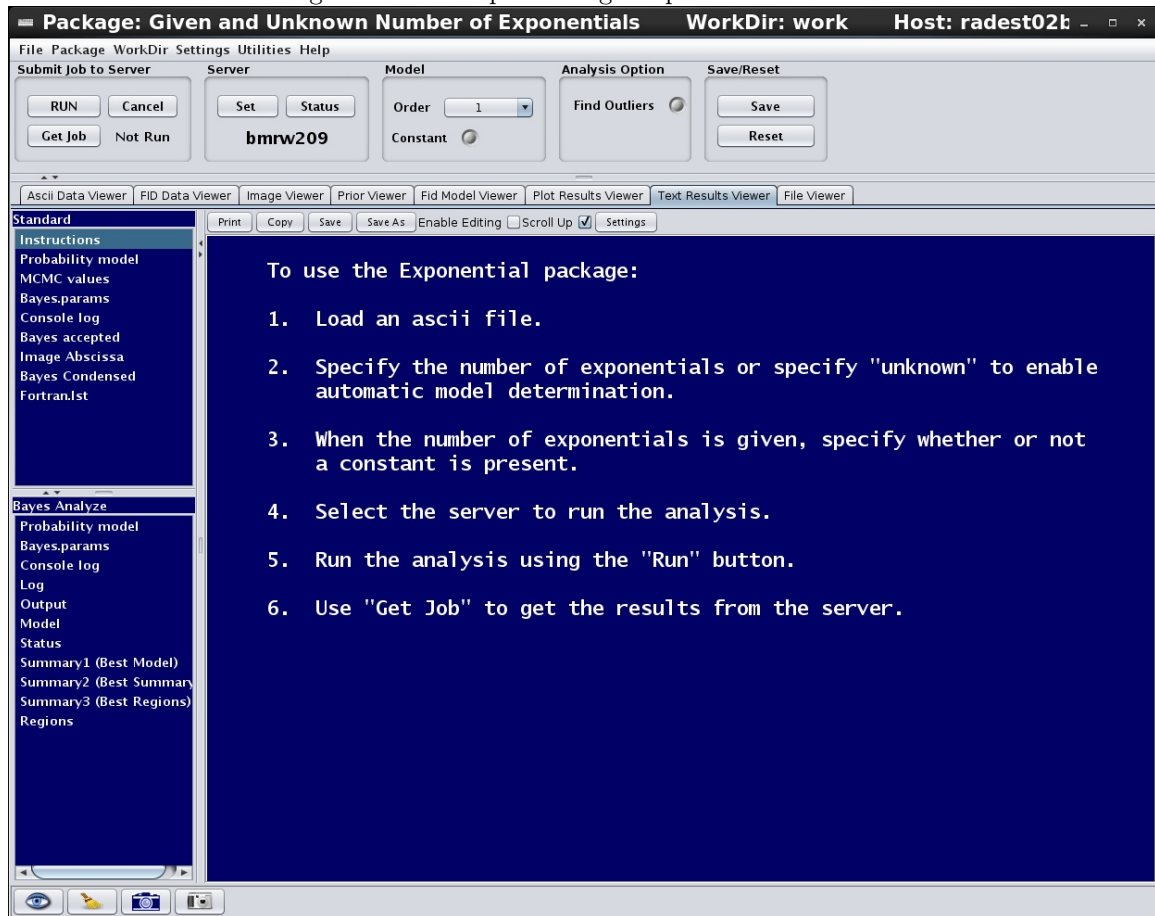 Package: Given and Unknown Number of Exponentials WorkDir: work Host: radest02b
File Package WorkDir Settings Utilities Help
Submit Job to Server Server Model Analysis Option Save/Reset
RUN Cancel Set Status Order 1 Find Outliers Save
Get Job Not Run bmrw209 Constant Reset
Ascii Data Viewer FID Data Viewer Image Viewer Prior Viewer Fid Model Viewer Plot Results Viewer Text Results Viewer File Viewer
Print Copy Save Save As Enable Editing Scroll Up Settings
Standard
Instructions
Probability model
MCMC values
Bayes.params
Console log
Bayes accepted
Image Abscissa
Bayes Condensed
Fortran.lst
Bayes Analyze
Probability model
Bayes.params
Console log
Log
Output
Model
Status
Summary1 (Best Model)
Summary2 (Best Summary
Summary3 (Best Regions)
Regions
To use the Exponential package:
1. Load an ascii file.
2. Specify the number of exponentials or specify "unknown" to enable
automatic model determination.
3. When the number of exponentials is given, specify whether or not
a constant is present.
4. Select the server to run the analysis.
5. Run the analysis using the "Run" button.
6. Use "Get Job" to get the results from the server.